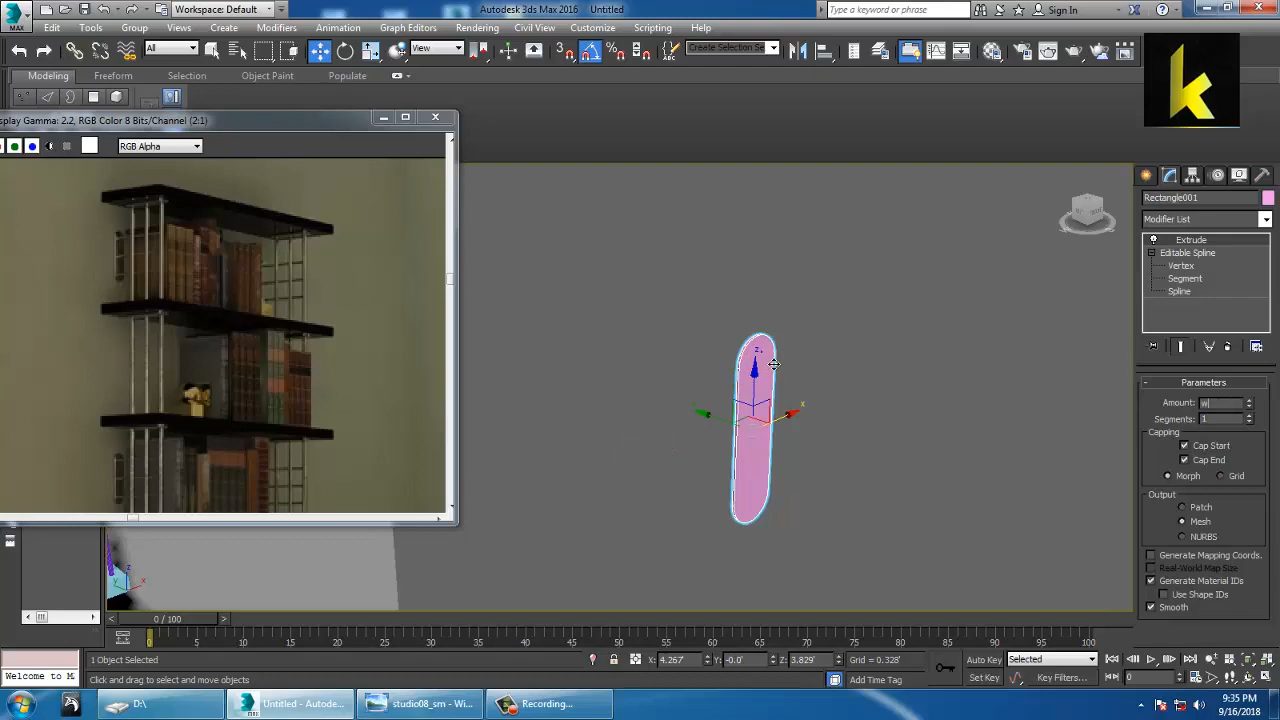 Workspace: Default
Autodesk 3ds Max 2016 Untitled
Type a keyword or phrase
Sign In
MAX
Edit Tools Group Views Create Modifiers Animation Graph Editors Rendering Civil View Customize Scripting Help
All
View
Create Selection Se
Modeling Freeform Selection Object Paint Populate
k
splay Gamma: 2.2, RGB Color 8 Bits/Channel (2:1)
RGB Alpha
Rectangle001
Modifier List
Extrude
Editable Spline
Vertex
Segment
Spline
Parameters
Amount: w
Segments: 1
Capping
Cap Start
Cap End
Morph Grid
Output
Patch
Mesh
NURBS
Generate Mapping Coords.
Real-World Map Size
Generate Material IDs
Use Shape IDs
Smooth
z
x
z
x
y
0 / 100
0 5 10 15 20 25 30 35 40 45 50 55 60 65 70 75 80 85 90 95 100
1 Object Selected
X: 4.267' Y: -0.0' Z: 3.829' Grid = 0.328'
Auto Key Selected
Welcome to M
Click and drag to select and move objects
Add Time Tag
Set Key Key Filters...
0
D:\
Untitled - Autode...
studio08_sm - Wi...
Recording...
9:35 PM
9/16/2018